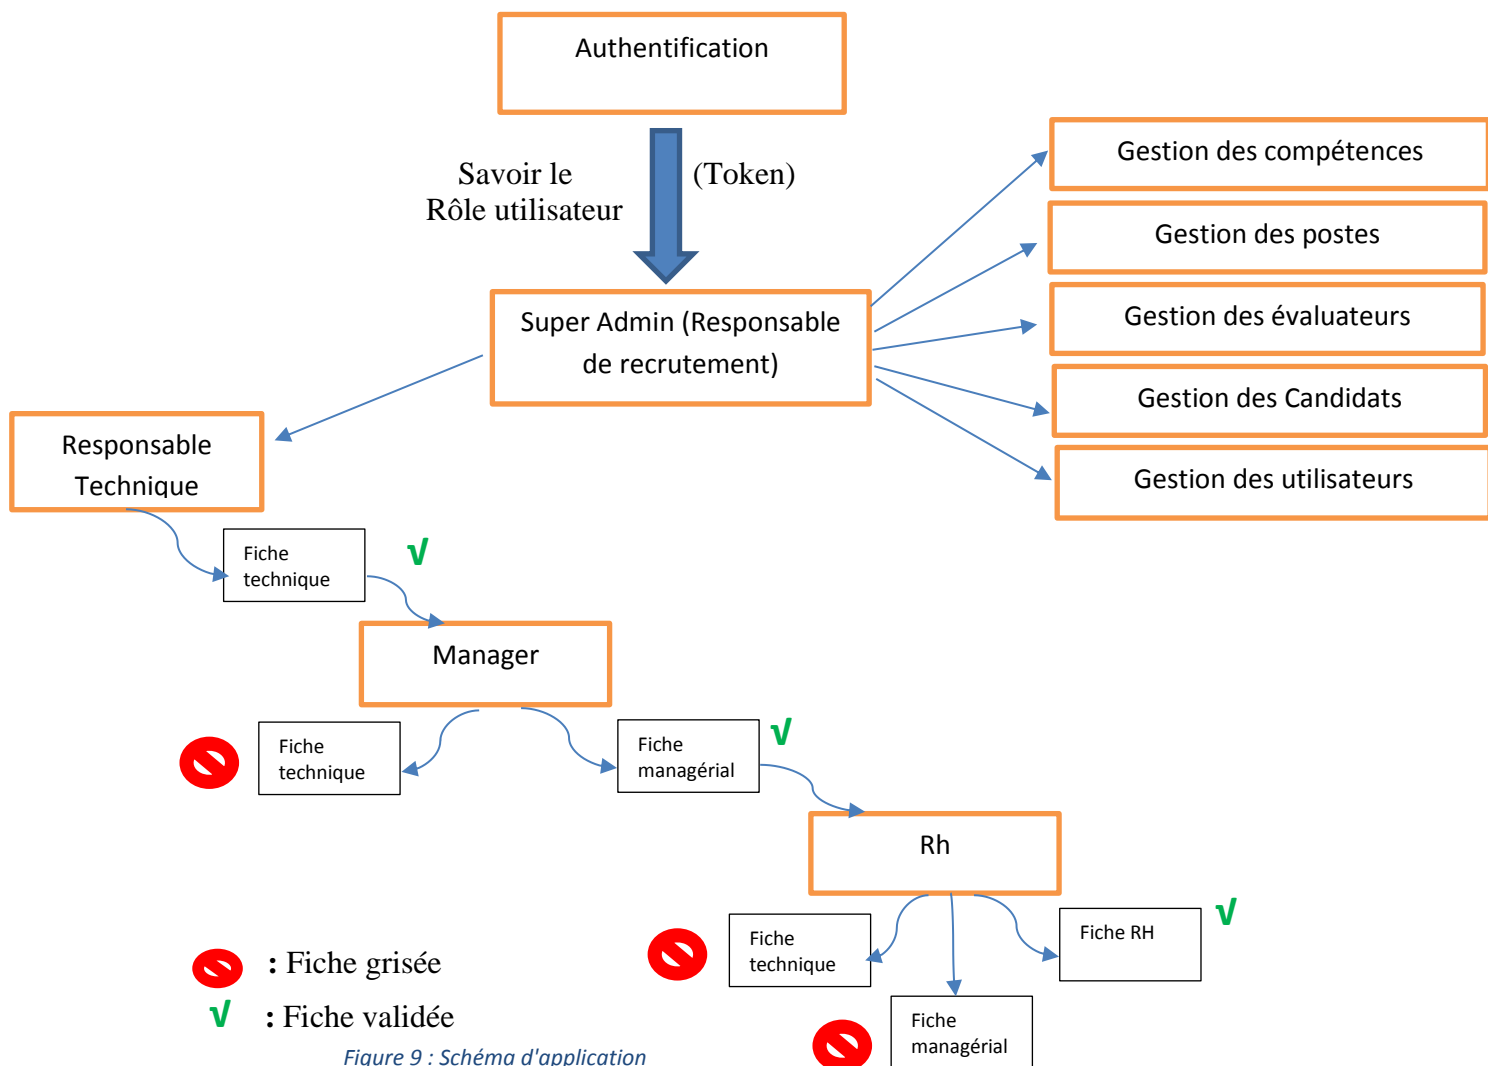 Authentification
Savoir le
Rôle utilisateur
(Token)
Gestion des compétences
Gestion des postes
Gestion des évaluateurs
Gestion des Candidats
Gestion des utilisateurs
Super Admin (Responsable
de recrutement)
Responsable
Technique
Fiche
technique
√
Manager
Fiche
technique
Fiche
managérial
√
Rh
Fiche
technique
Fiche
managérial
Fiche RH
√
: Fiche grisée
√ : Fiche validée
Figure 9 : Schéma d'application